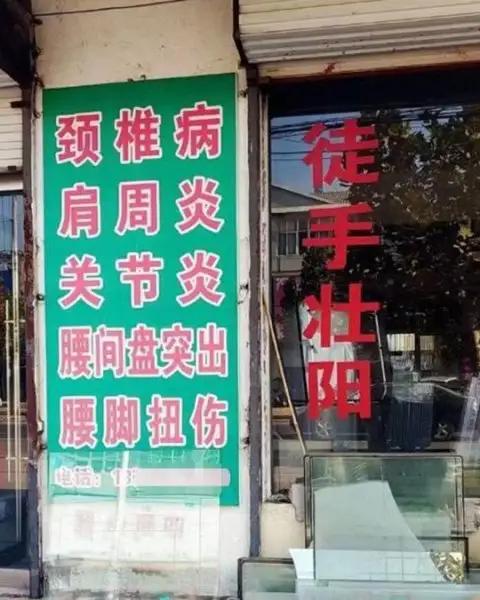 颈椎病
肩周炎
关节炎
腰间盘突出
腰脚扭伤
电话：13
徒手壮阳